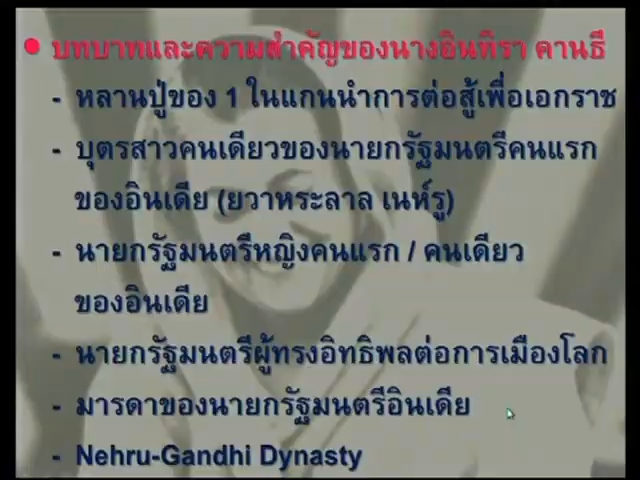 • บทบาทและความสำคัญของนางอินทิรา คานธี
- หลานปู่ของ 1 ในแกนนำการต่อสู้เพื่อเอกราช
- บุตรสาวคนเดียวของนายกรัฐมนตรีคนแรก
ของอินเดีย (ยวาหระลาล เนห์รู)
- นายกรัฐมนตรีหญิงคนแรก / คนเดียว
ของอินเดีย
- นายกรัฐมนตรีผู้ทรงอิทธิพลต่อการเมืองโลก
- มารดาของนายกรัฐมนตรีอินเดีย
- Nehru-Gandhi Dynasty